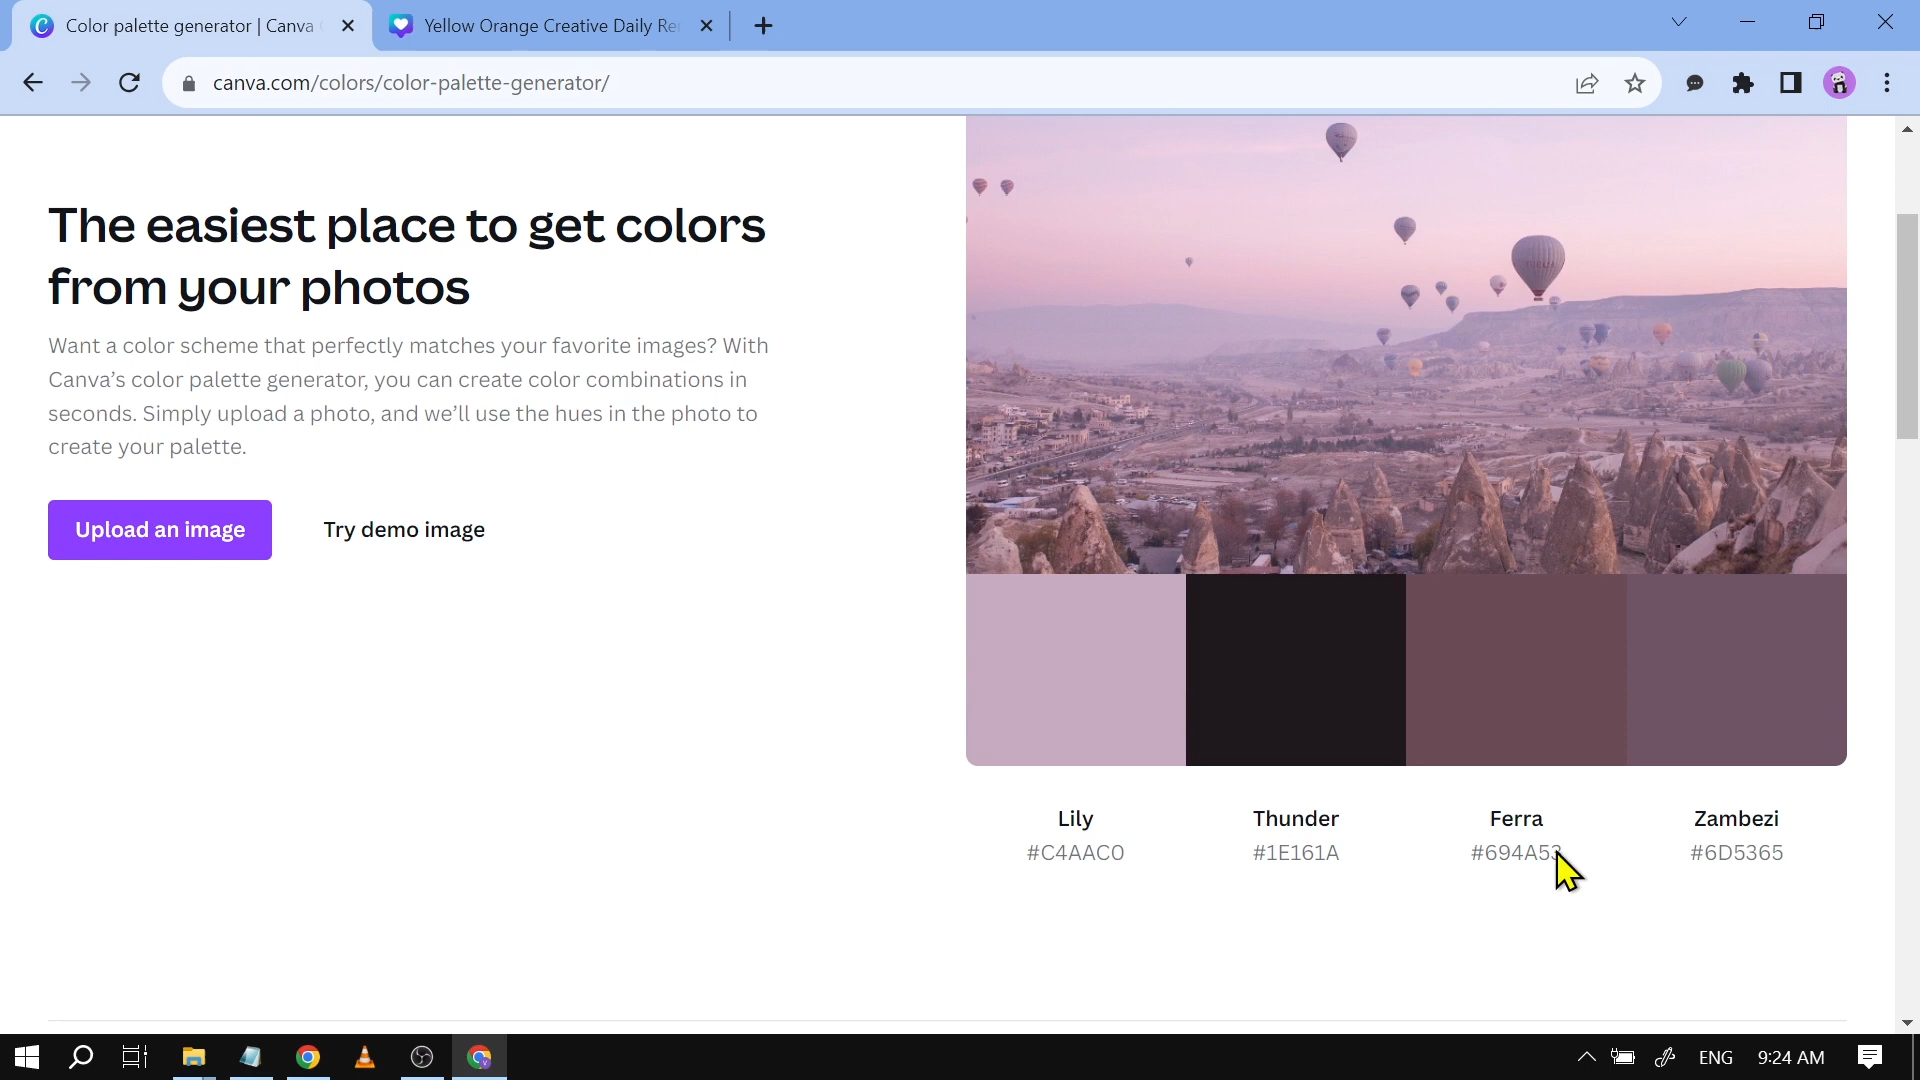 Color palette generator | Canva
Yellow Orange Creative Daily Re
canva.com/colors/color-palette-generator/
The easiest place to get colors
from your photos
Want a color scheme that perfectly matches your favorite images? With
Canva’s color palette generator, you can create color combinations in
seconds. Simply upload a photo, and we’ll use the hues in the photo to
create your palette.
Upload an image
Try demo image
Lily
Thunder
Ferra
Zambezi
#C4AAC0
#1E161A
#694A53
#6D5365
ENG
9:24 AM